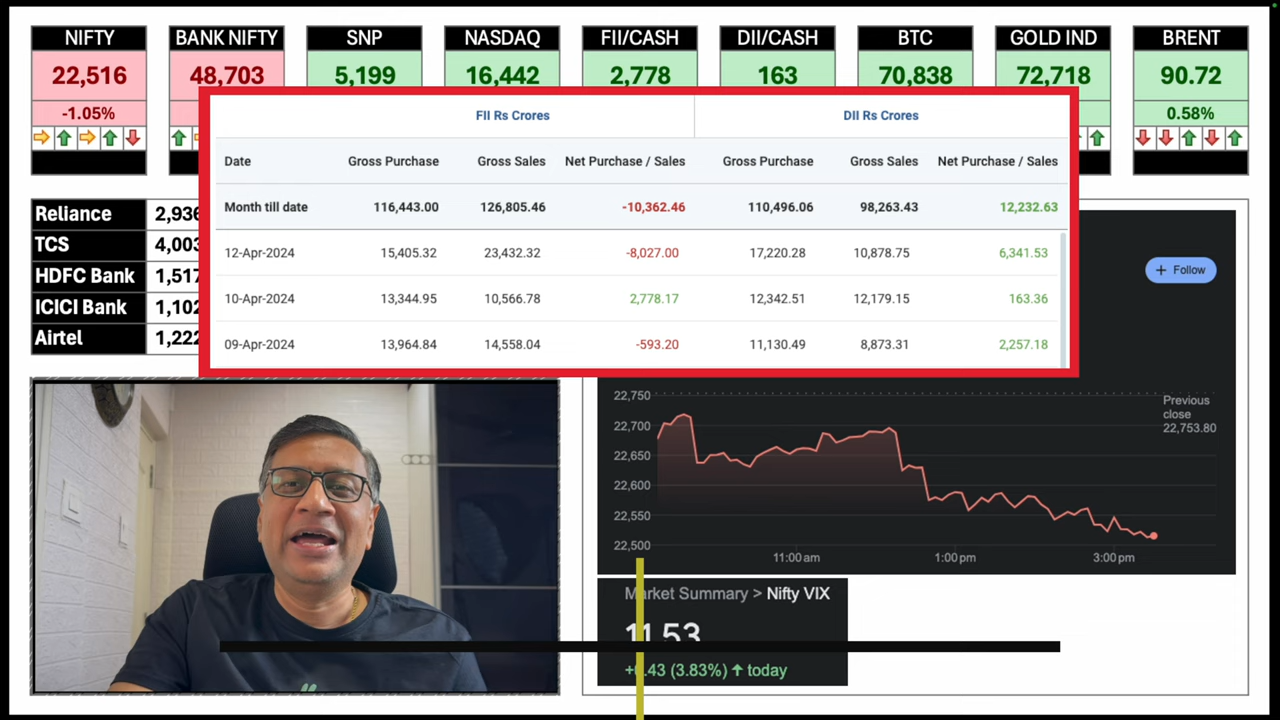 NIFTY BANK NIFTY SNP NASDAQ FII/CASH DII/CASH BTC GOLD IND BRENT
22,516 48,703 5,199 16,442 2,778 163 70,838 72,718 90.72
-1.05% 0.58%
FII Rs Crores DII Rs Crores
Date Gross Purchase Gross Sales Net Purchase / Sales Gross Purchase Gross Sales Net Purchase / Sales
Month till date 116,443.00 126,805.46 -10,362.46 110,496.06 98,263.43 12,232.63
12-Apr-2024 15,405.32 23,432.32 -8,027.00 17,220.28 10,878.75 6,341.53
10-Apr-2024 13,344.95 10,566.78 2,778.17 12,342.51 12,179.15 163.36
09-Apr-2024 13,964.84 14,558.04 -593.20 11,130.49 8,873.31 2,257.18
Reliance 2,936
TCS 4,003
HDFC Bank 1,517
ICICI Bank 1,102
Airtel 1,222
+ Follow
22,750
22,700
22,650
22,600
22,550
22,500
Previous
close
22,753.80
11:00 am 1:00 pm 3:00 pm
Market Summary > Nifty VIX
11.53
+0.43 (3.83%) ↑ today